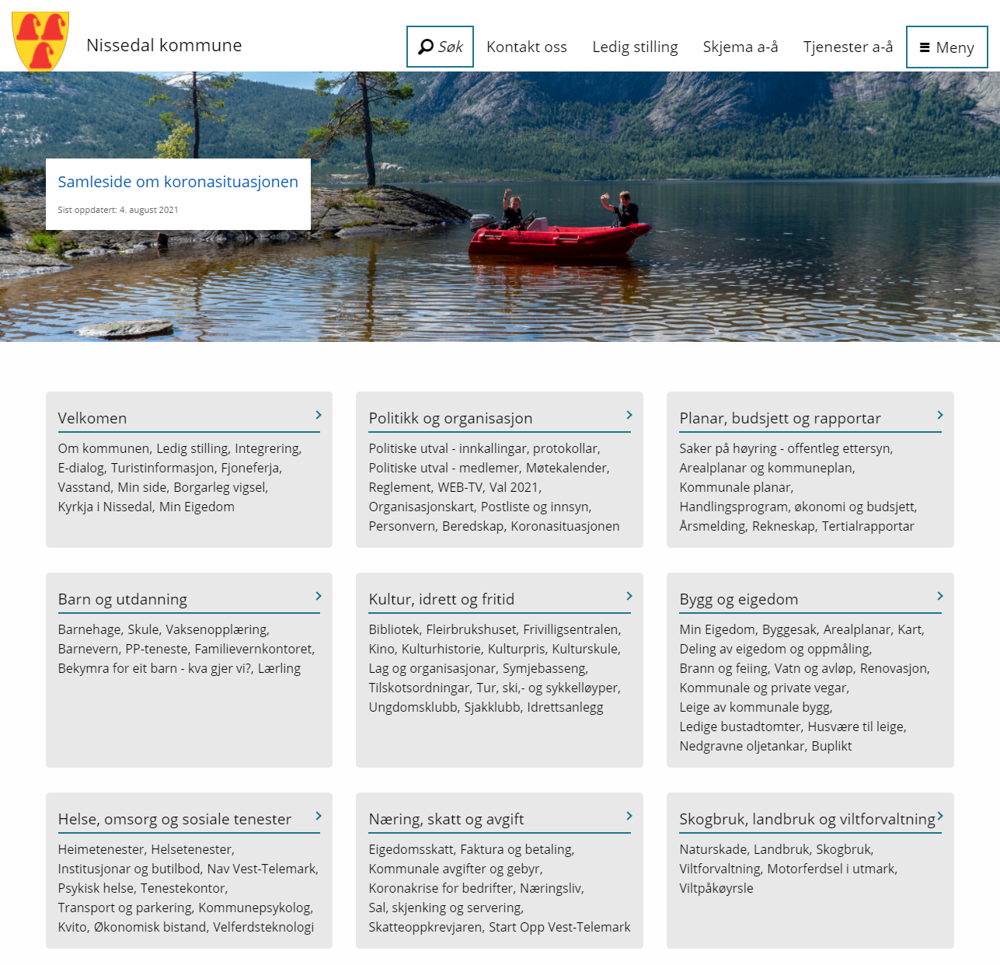 Nissedal kommune
Søk
Kontakt oss
Ledig stilling
Skjema a-å
Tjenester a-å
Meny
Samleside om koronasituasjonen
Sist oppdatert: 4. august 2021
Velkomen
Om kommunen, Ledig stilling, Integrering,
E-dialog, Turistinformasjon, Fjoneferja,
Vasstand, Min side, Borgarleg vigsel,
Kyrkja i Nissedal, Min Eigedom
Politikk og organisasjon
Politiske utval - innkallingar, protokollar,
Politiske utval - medlemer, Møtekalender,
Reglement, WEB-TV, Val 2021,
Organisasjonskart, Postliste og innsyn,
Personvern, Beredskap, Koronasituasjonen
Planar, budsjett og rapportar
Saker på høyring - offentleg ettersyn,
Arealplanar og kommuneplan,
Kommunale planar,
Handlingsprogram, økonomi og budsjett,
Årsmelding, Rekneskap, Tertialrapportar
Barn og utdanning
Barnehage, Skule, Vaksenopplæring,
Barnevern, PP-teneste, Familievernkontoret,
Bekymra for eit barn - kva gjer vi?, Lærling
Kultur, idrett og fritid
Bibliotek, Fleirbrukshuset, Frivilligsentralen,
Kino, Kulturhistorie, Kulturpris, Kulturskule,
Lag og organisasjonar, Symjebasseng,
Tilskotsordningar, Tur, ski,- og sykkelløyper,
Ungdomsklubb, Sjakklubb, Idrettsanlegg
Bygg og eigedom
Min Eigedom, Byggesak, Arealplanar, Kart,
Deling av eigedom og oppmåling,
Brann og feiing, Vatn og avløp, Renovasjon,
Kommunale og private vegar,
Leige av kommunale bygg,
Ledige bustadtomter, Husvære til leige,
Nedgravne oljetankar, Buplikt
Helse, omsorg og sosiale tenester
Heimetenester, Helsetenester,
Institusjonar og butilbod, Nav Vest-Telemark,
Psykisk helse, Tenestekontor,
Transport og parkering, Kommunepsykolog,
Kvito, Økonomisk bistand, Velferdsteknologi
Næring, skatt og avgift
Eigedomsskatt, Faktura og betaling,
Kommunale avgifter og gebyr,
Koronakrise for bedrifter, Næringsliv,
Sal, skjenking og servering,
Skatteoppkrevjaren, Start Opp Vest-Telemark
Skogbruk, landbruk og viltforvaltning
Naturskade, Landbruk, Skogbruk,
Viltforvaltning, Motorferdsel i utmark,
Viltpåkøyrsle